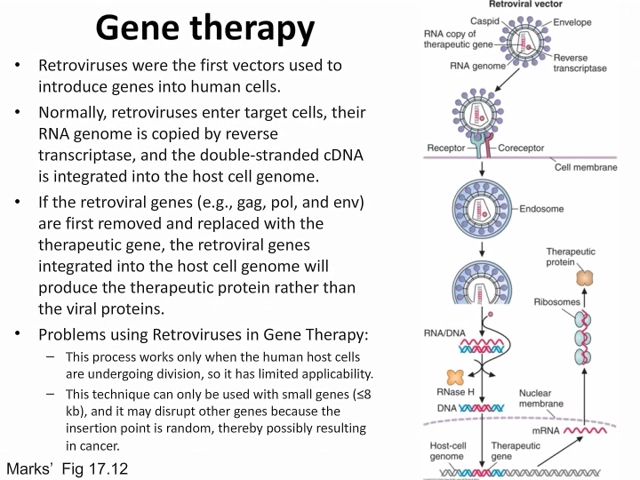 Gene therapy
• Retroviruses were the first vectors used to
introduce genes into human cells.
• Normally, retroviruses enter target cells, their
RNA genome is copied by reverse
transcriptase, and the double-stranded cDNA
is integrated into the host cell genome.
• If the retroviral genes (e.g., gag, pol, and env)
are first removed and replaced with the
therapeutic gene, the retroviral genes
integrated into the host cell genome will
produce the therapeutic protein rather than
the viral proteins.
• Problems using Retroviruses in Gene Therapy:
– This process works only when the human host cells
are undergoing division, so it has limited applicability.
– This technique can only be used with small genes (≤8
kb), and it may disrupt other genes because the
insertion point is random, thereby possibly resulting
in cancer.
Marks’ Fig 17.12
Retroviral vector
Caspid
Envelope
RNA copy of
therapeutic gene
RNA genome
Reverse
transcriptase
Receptor
Coreceptor
Cell membrane
Endosome
Therapeutic
protein
Ribosomes
RNA/DNA
RNase H
DNA
Nuclear
membrane
mRNA
Host-cell
genome
Therapeutic
gene